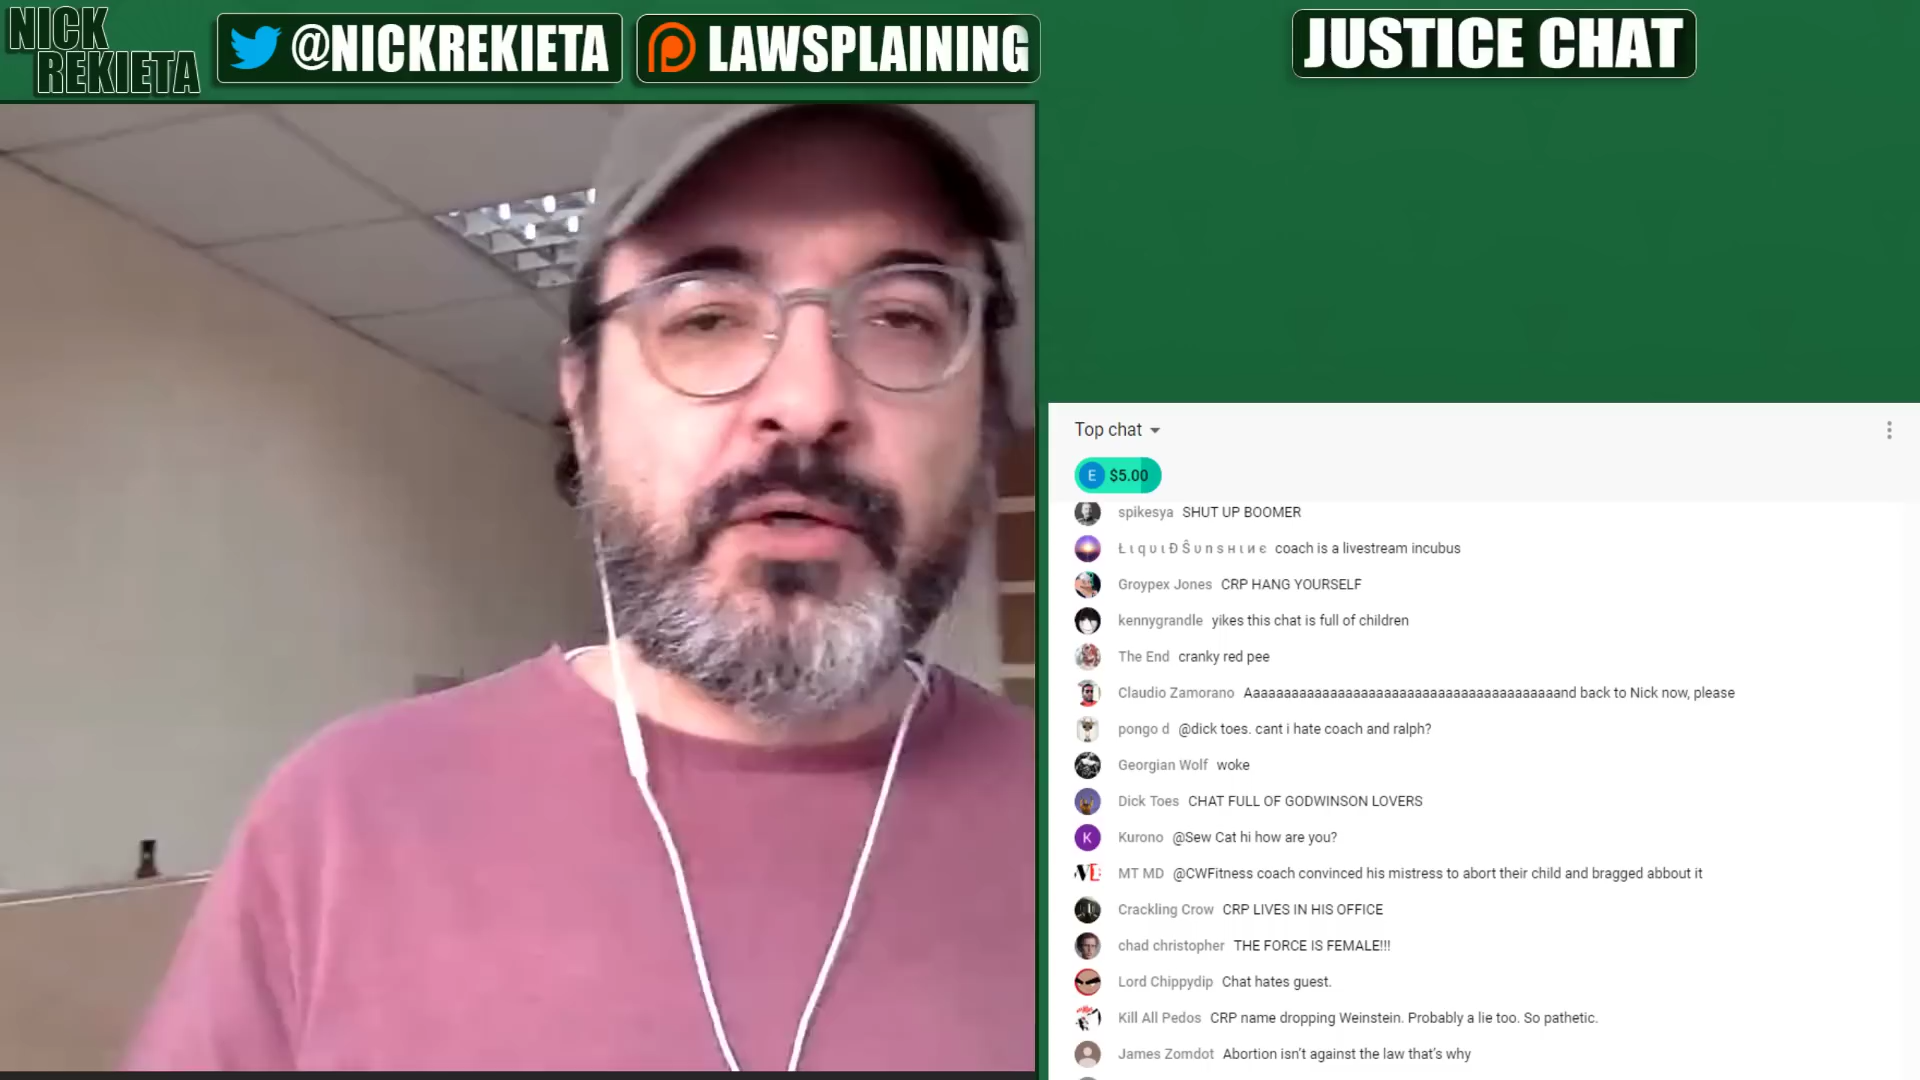 NICK
REKIETA
@NICKREKIETA
LAWSPLAINING
JUSTICE CHAT
Top chat
E $5.00
spikesya SHUT UP BOOMER
Ł ι q υ ι Đ Ŝ υ n s н ι и є coach is a livestream incubus
Groypex Jones CRP HANG YOURSELF
kennygrandle yikes this chat is full of children
The End cranky red pee
Claudio Zamorano Aaaaaaaaaaaaaaaaaaaaaaaaaaaaaaaaaaaaaaaaand back to Nick now, please
pongo d @dick toes. cant i hate coach and ralph?
Georgian Wolf woke
Dick Toes CHAT FULL OF GODWINSON LOVERS
K Kurono @Sew Cat hi how are you?
MT MD @CWFitness coach convinced his mistress to abort their child and bragged abbout it
Crackling Crow CRP LIVES IN HIS OFFICE
chad christopher THE FORCE IS FEMALE!!!
Lord Chippydip Chat hates guest.
Kill All Pedos CRP name dropping Weinstein. Probably a lie too. So pathetic.
James Zomdot Abortion isn't against the law that's why